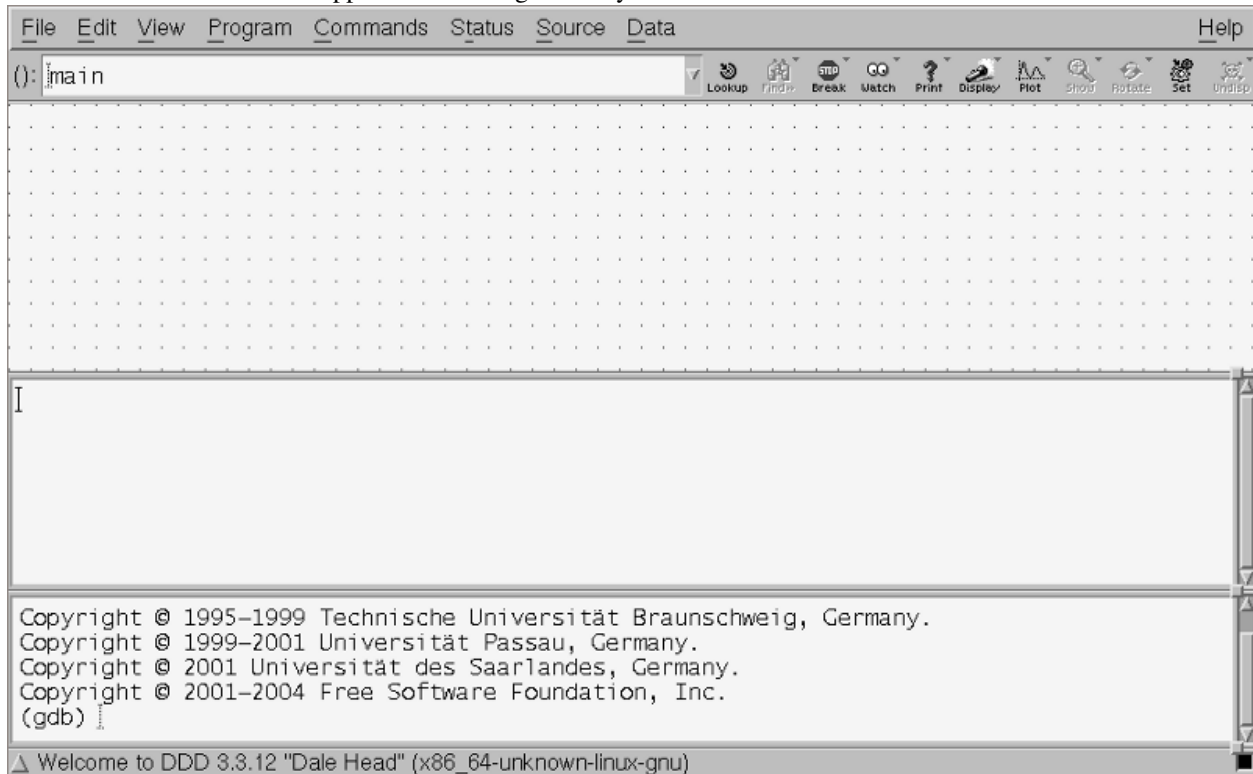 File Edit View Program Commands Status Source Data Help
(): main
Lookup Find» Break Watch Print Display Plot Show Rotate Set Undisp
Copyright © 1995–1999 Technische Universität Braunschweig, Germany.
Copyright © 1999–2001 Universität Passau, Germany.
Copyright © 2001 Universität des Saarlandes, Germany.
Copyright © 2001–2004 Free Software Foundation, Inc.
(gdb)
Welcome to DDD 3.3.12 "Dale Head" (x86_64-unknown-linux-gnu)